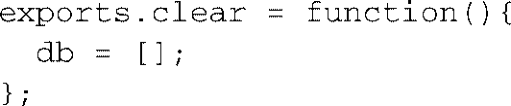 exports.clear = function(){
  db = [];
};